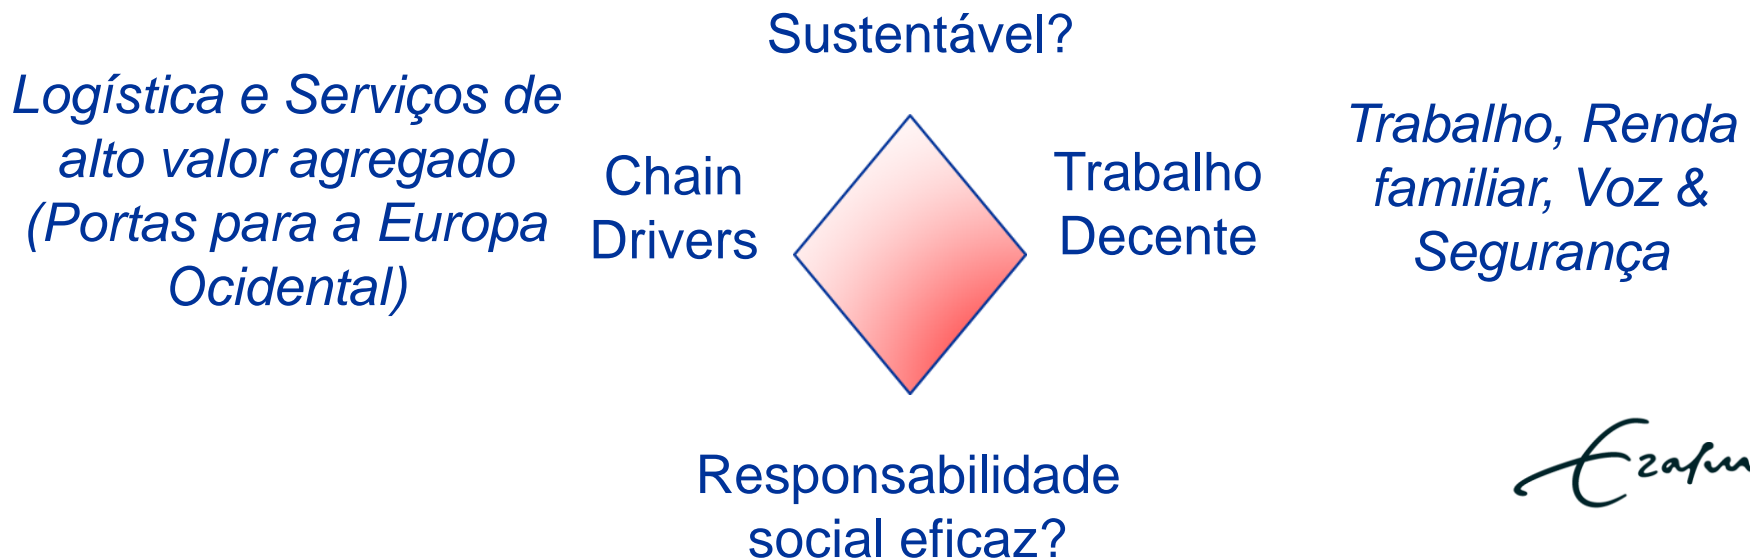 Sustentável?
Logística e Serviços de
alto valor agregado
(Portas para a Europa
Ocidental)
Chain
Drivers
Trabalho
Decente
Trabalho, Renda
familiar, Voz &
Segurança
Responsabilidade
social eficaz?